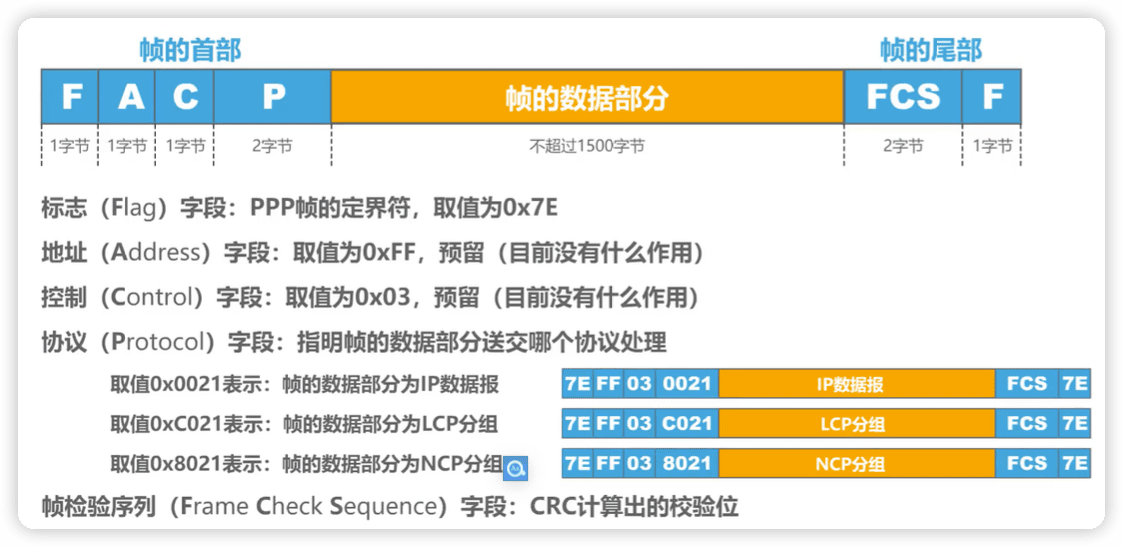 帧的首部 帧的尾部
F A C P 帧的数据部分 FCS F
1字节 1字节 1字节 2字节 不超过1500字节 2字节 1字节
标志（Flag）字段：PPP帧的定界符，取值为0x7E
地址（Address）字段：取值为0xFF，预留（目前没有什么作用）
控制（Control）字段：取值为0x03，预留（目前没有什么作用）
协议（Protocol）字段：指明帧的数据部分送交哪个协议处理
取值0x0021表示：帧的数据部分为IP数据报 7E FF 03 0021 IP数据报 FCS 7E
取值0xC021表示：帧的数据部分为LCP分组 7E FF 03 C021 LCP分组 FCS 7E
取值0x8021表示：帧的数据部分为NCP分组 7E FF 03 8021 NCP分组 FCS 7E
帧检验序列（Frame Check Sequence）字段：CRC计算出的校验位